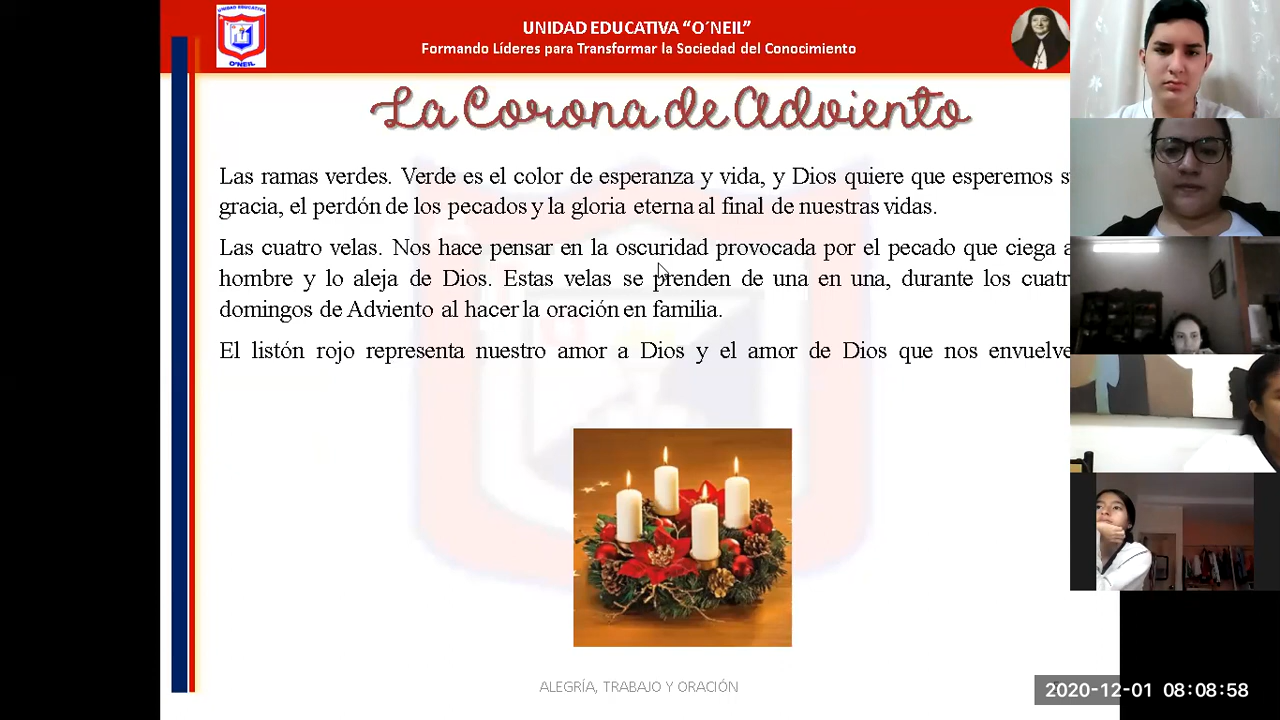 UNIDAD EDUCATIVA
O'NEIL
UNIDAD EDUCATIVA “O´NEIL”
Formando Líderes para Transformar la Sociedad del Conocimiento
La Corona de Adviento
Las ramas verdes. Verde es el color de esperanza y vida, y Dios quiere que esperemos
gracia, el perdón de los pecados y la gloria eterna al final de nuestras vidas.
Las cuatro velas. Nos hace pensar en la oscuridad provocada por el pecado que ciega
hombre y lo aleja de Dios. Estas velas se prenden de una en una, durante los
domingos de Adviento al hacer la oración en familia.
El listón rojo representa nuestro amor a Dios y el amor de Dios que nos envuelve
ALEGRÍA, TRABAJO Y ORACIÓN
2020-12-01 08:08:58